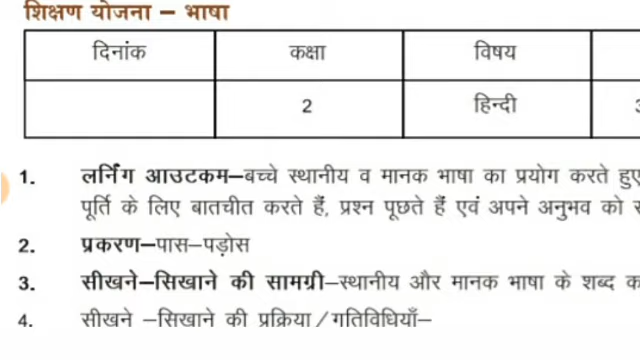 शिक्षण योजना – भाषा
दिनांक कक्षा विषय
2 हिन्दी
1. लर्निंग आउटकम–बच्चे स्थानीय व मानक भाषा का प्रयोग करते हुए
पूर्ति के लिए बातचीत करते हैं, प्रश्न पूछते हैं एवं अपने अनुभव को
2. प्रकरण–पास–पड़ोस
3. सीखने–सिखाने की सामग्री–स्थानीय और मानक भाषा के शब्द
4. सीखने –सिखाने की प्रक्रिया/गतिविधियाँ–